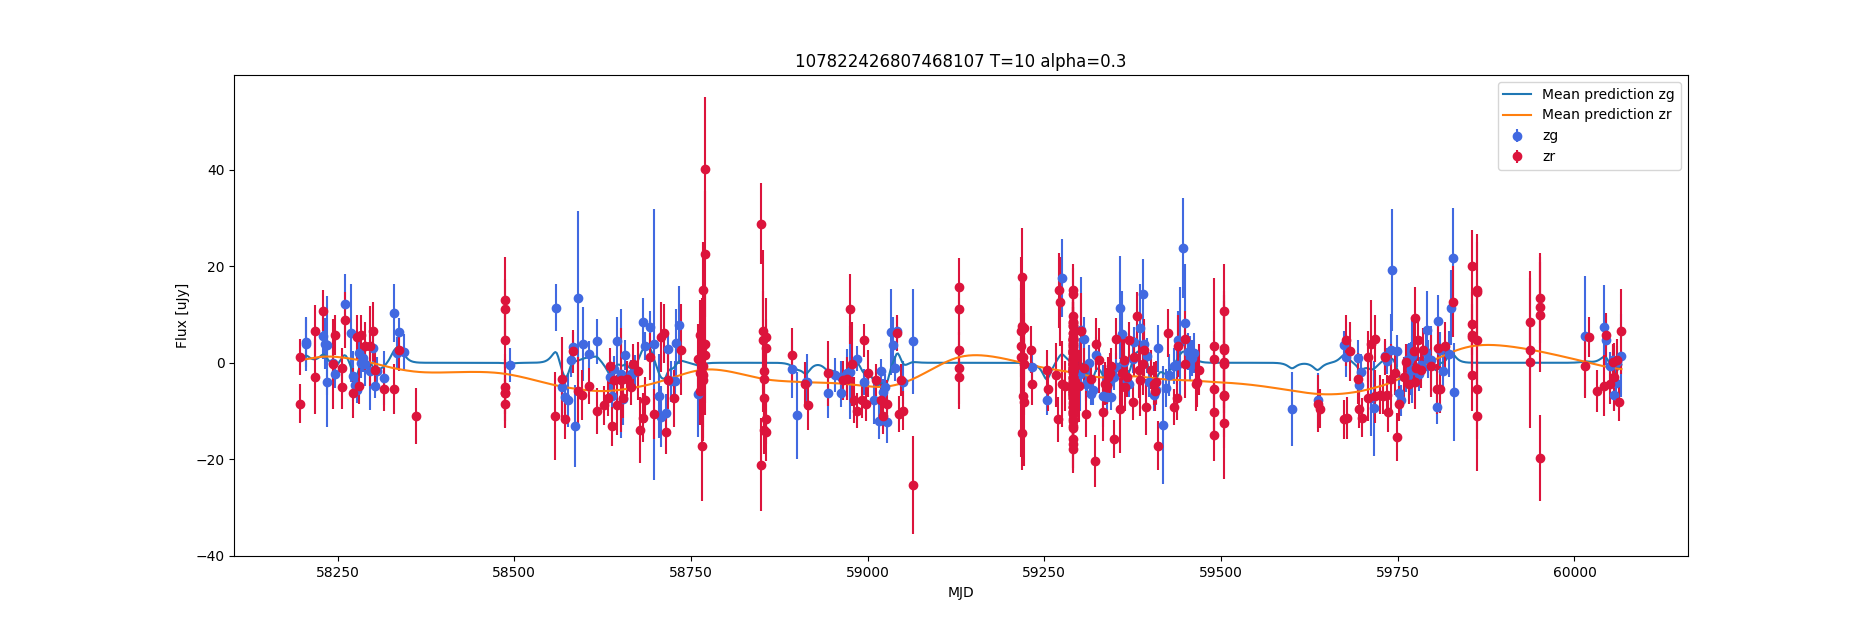 107822426807468107 T=10 alpha=0.3
Mean prediction zg
Mean prediction zr
zg
zr
Flux [uJy]
40
20
0
−20
−40
58250 58500 58750 59000 59250 59500 59750 60000
MJD